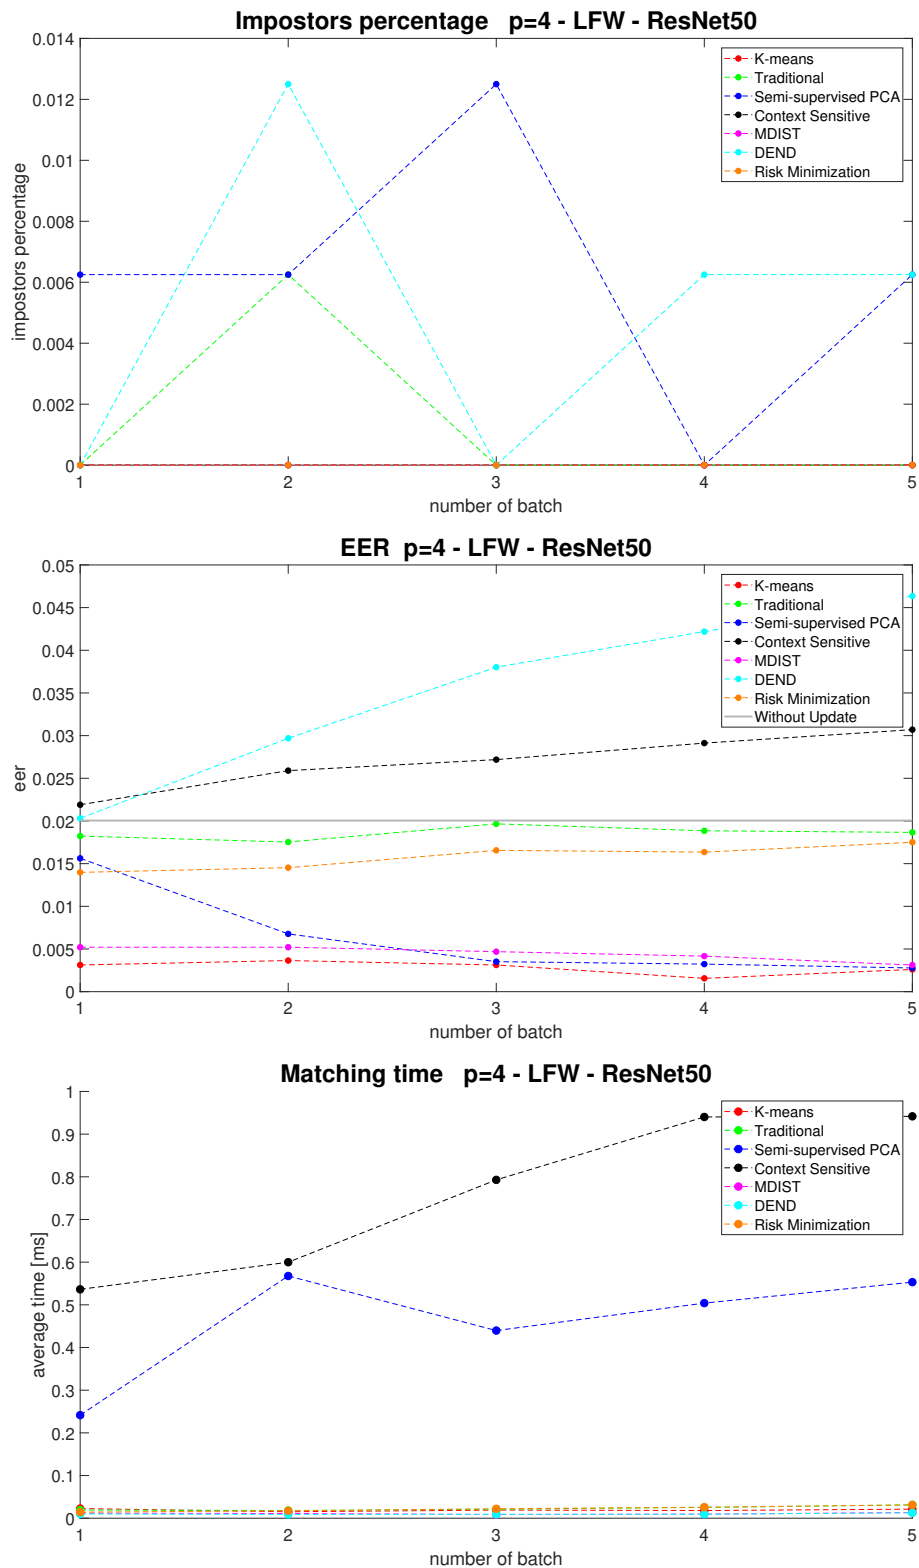 Impostors percentage p=4 - LFW - ResNet50
0.014
0.012
0.01
0.008
0.006
0.004
0.002
0
impostors percentage
K-means
Traditional
Semi-supervised PCA
Context Sensitive
MDIST
DEND
Risk Minimization
1 2 3 4 5
number of batch
EER p=4 - LFW - ResNet50
0.05
0.045
0.04
0.035
0.03
0.025
0.02
0.015
0.01
0.005
0
eer
K-means
Traditional
Semi-supervised PCA
Context Sensitive
MDIST
DEND
Risk Minimization
Without Update
1 2 3 4 5
number of batch
Matching time p=4 - LFW - ResNet50
1
0.9
0.8
0.7
0.6
0.5
0.4
0.3
0.2
0.1
0
average time [ms]
K-means
Traditional
Semi-supervised PCA
Context Sensitive
MDIST
DEND
Risk Minimization
1 2 3 4 5
number of batch